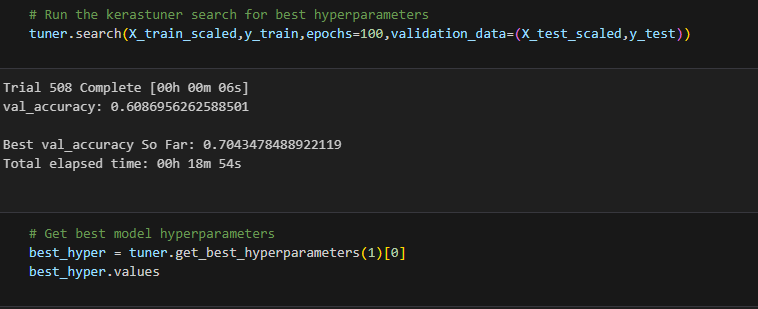 # Run the kerastuner search for best hyperparameters
tuner.search(X_train_scaled,y_train,epochs=100,validation_data=(X_test_scaled,y_test))
Trial 508 Complete [00h 00m 06s]
val_accuracy: 0.6086956262588501
Best val_accuracy So Far: 0.7043478488922119
Total elapsed time: 00h 18m 54s
# Get best model hyperparameters
best_hyper = tuner.get_best_hyperparameters(1)[0]
best_hyper.values